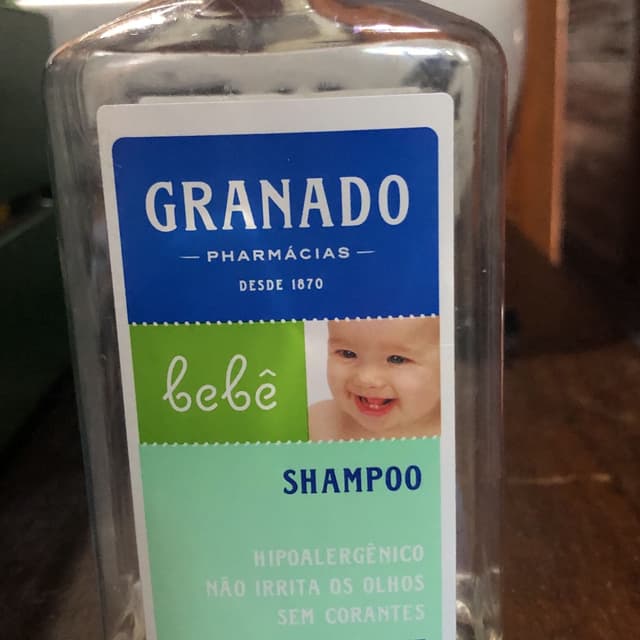 GRANADO
PHARMÁCIAS
DESDE 1870
bebê
SHAMPOO
HIPOALERGÊNICO
NÃO IRRITA OS OLHOS
SEM CORANTES